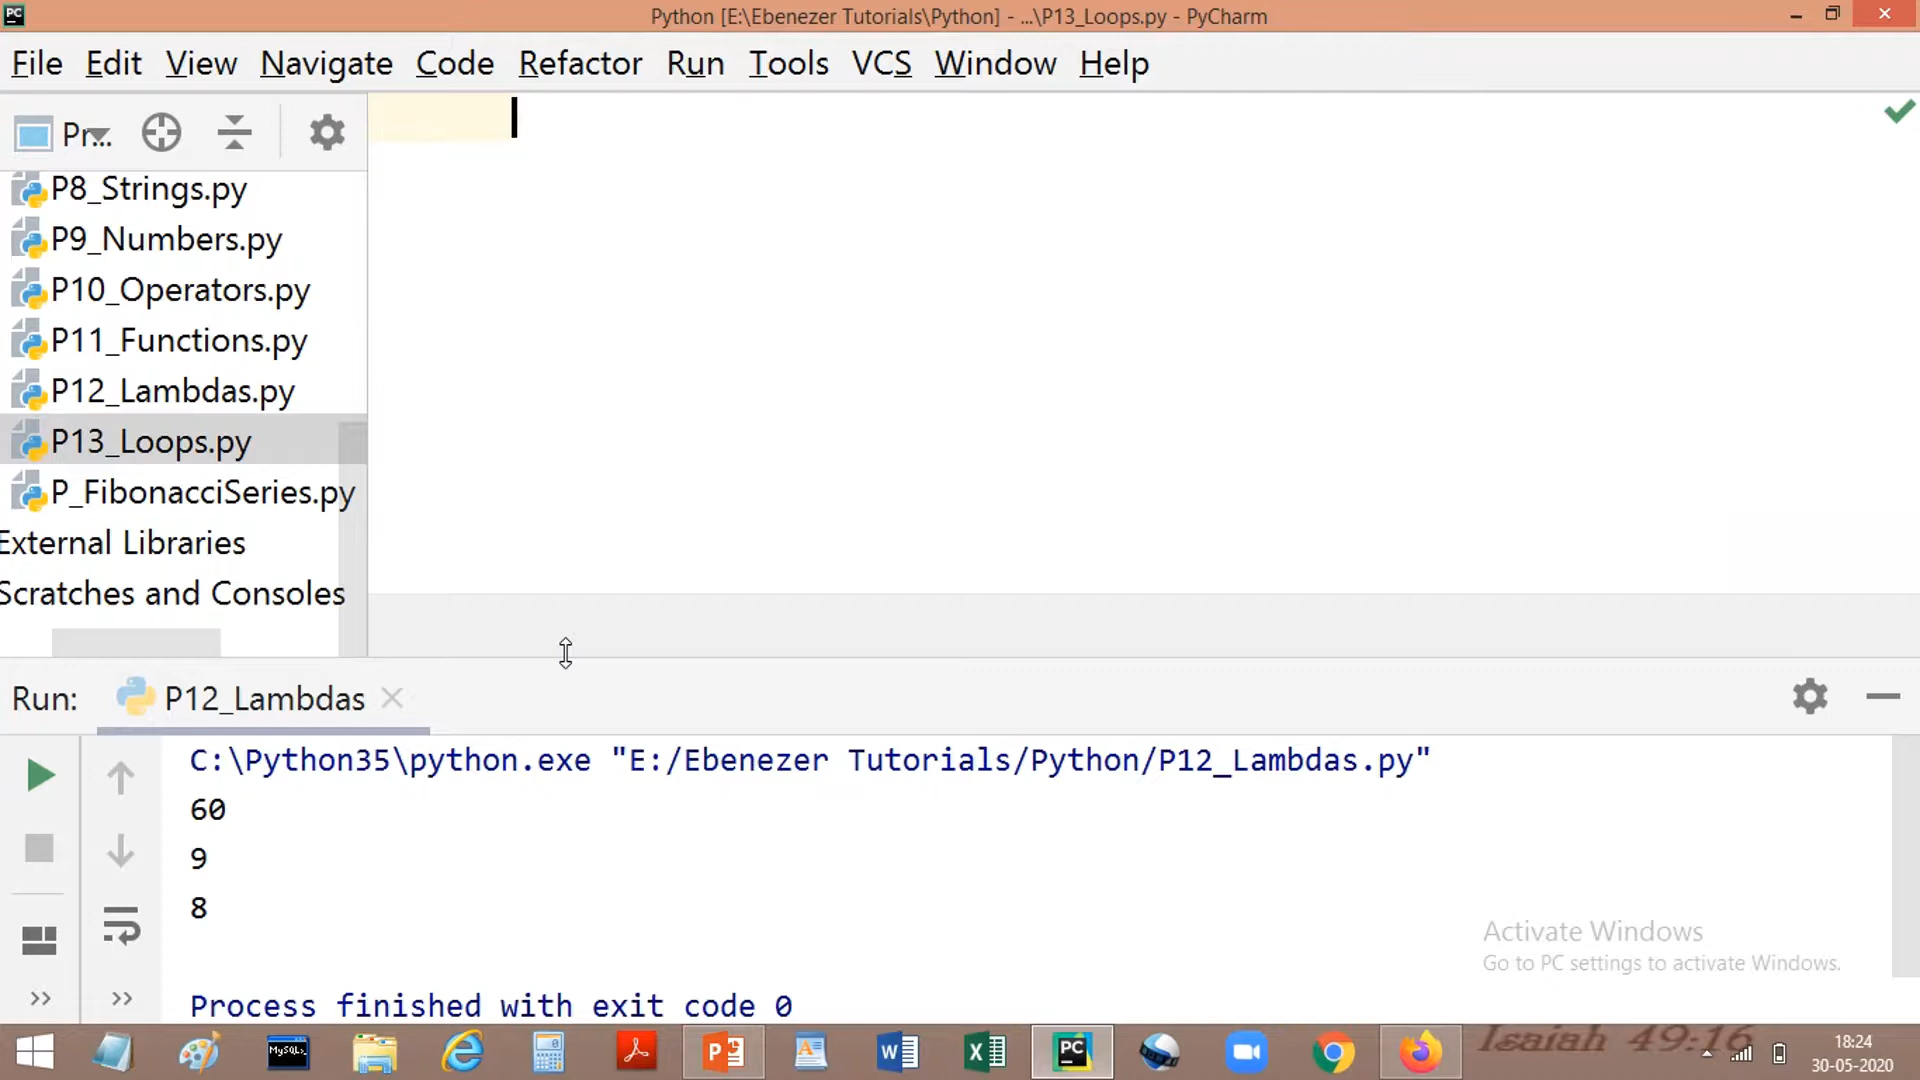 PC
Python [E:\Ebenezer Tutorials\Python] - ...\P13_Loops.py - PyCharm
File Edit View Navigate Code Refactor Run Tools VCS Window Help
Pr...
P8_Strings.py
P9_Numbers.py
P10_Operators.py
P11_Functions.py
P12_Lambdas.py
P13_Loops.py
P_FibonacciSeries.py
External Libraries
Scratches and Consoles
Run: P12_Lambdas
C:\Python35\python.exe "E:/Ebenezer Tutorials/Python/P12_Lambdas.py"
60
9
8
Process finished with exit code 0
Activate Windows
Go to PC settings to activate Windows.
MySQL
PC
Isaiah 49:16
18:24
30-05-2020